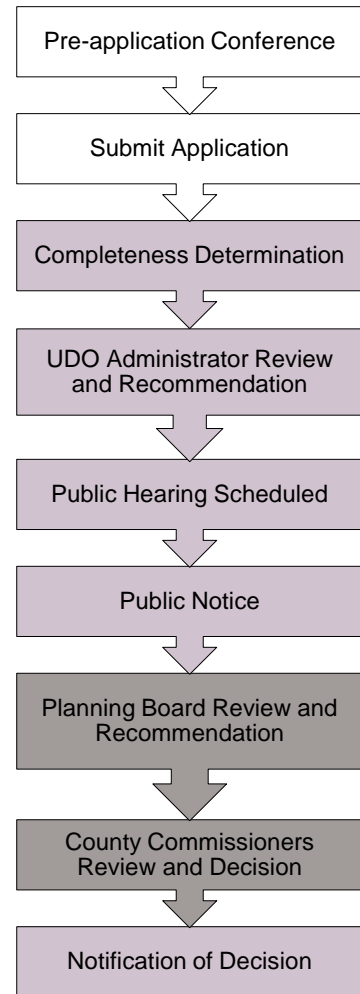 Pre-application Conference
Submit Application
Completeness Determination
UDO Administrator Review
and Recommendation
Public Hearing Scheduled
Public Notice
Planning Board Review and
Recommendation
County Commissioners
Review and Decision
Notification of Decision